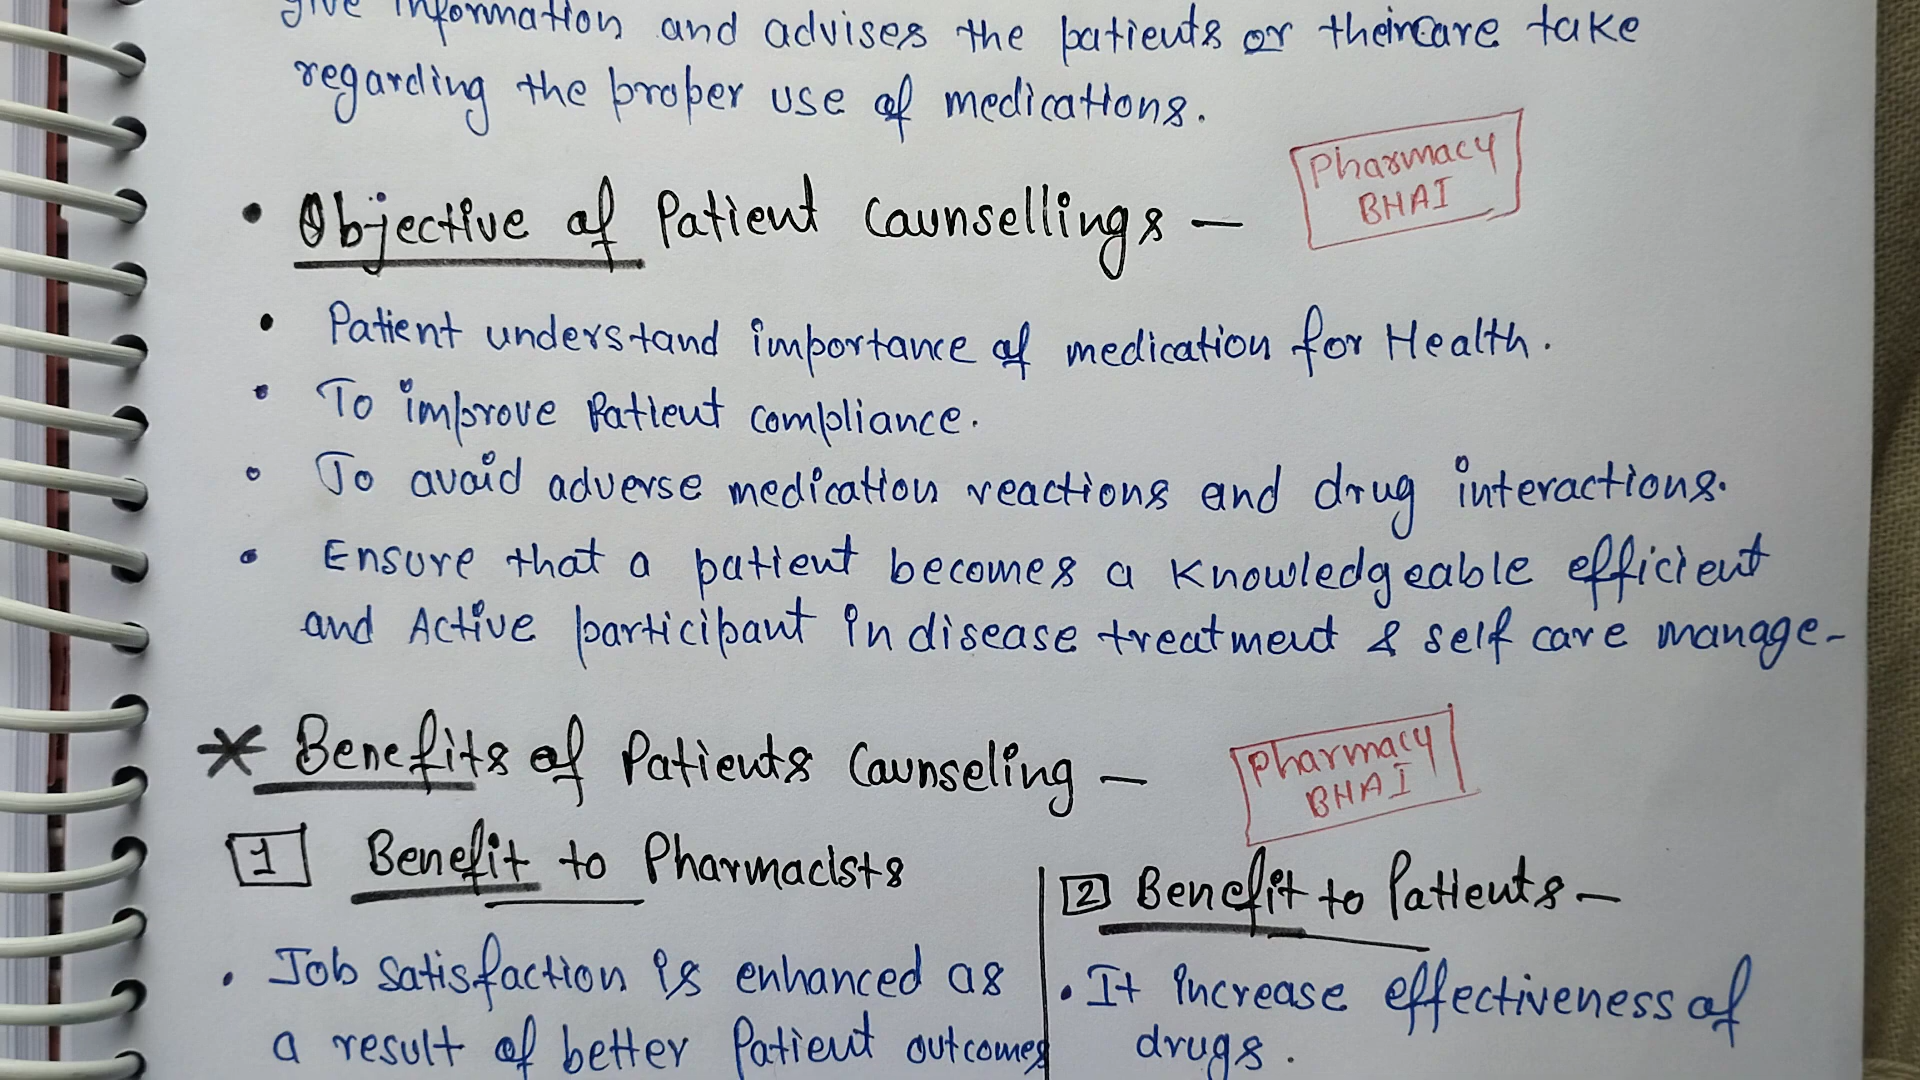 give information and advises the patients or their care take
regarding the proper use of medications.
Pharmacy
BHAI
• Objective of Patient Counsellings —
• Patient understand importance of medication for Health.
• To improve Patient compliance.
• To avoid adverse medication reactions and drug interactions.
• Ensure that a patient becomes a Knowledgeable efficient
and Active participant in disease treatment & self care manage-
* Benefits of Patients Counseling —
Pharmacy
BHAI
1 Benefit to Pharmacists
• Job satisfaction is enhanced as
a result of better Patient outcomes
2 Benefit to Patients —
• It increase effectiveness of
drugs.